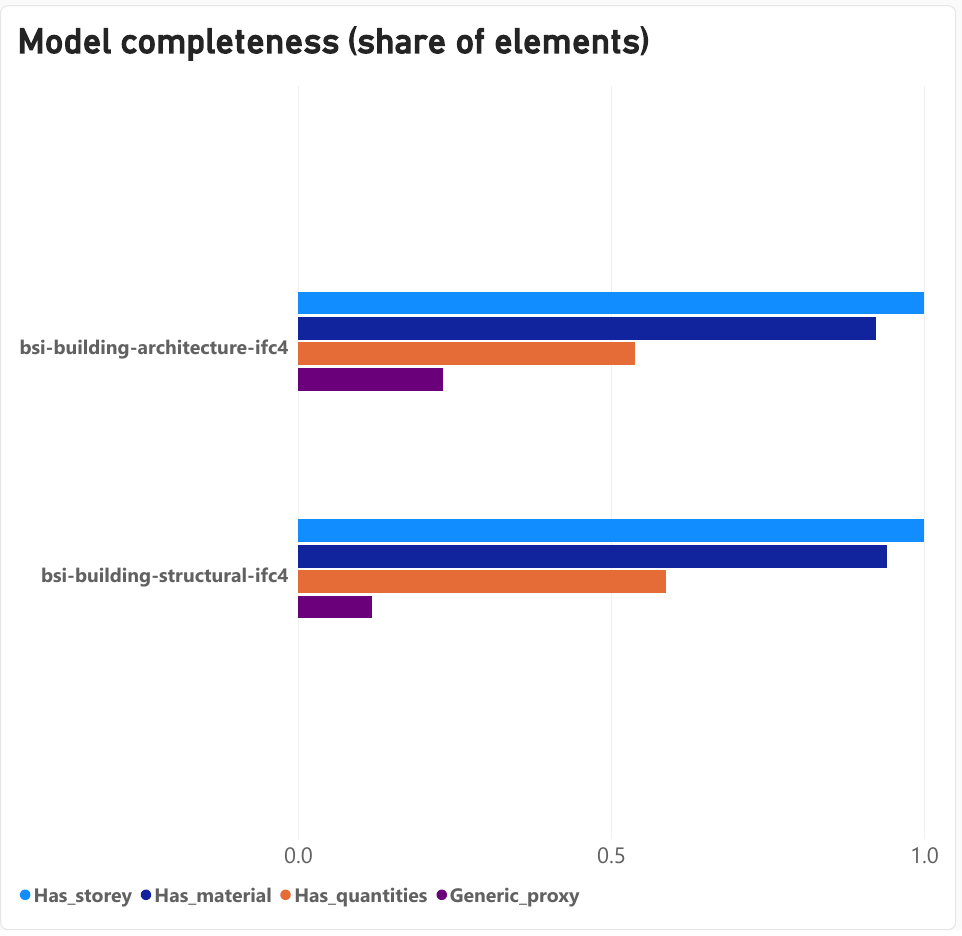 Model completeness (share of elements)
bsi-building-architecture-ifc4
bsi-building-structural-ifc4
0.0 0.5 1.0
Has_storey Has_material Has_quantities Generic_proxy